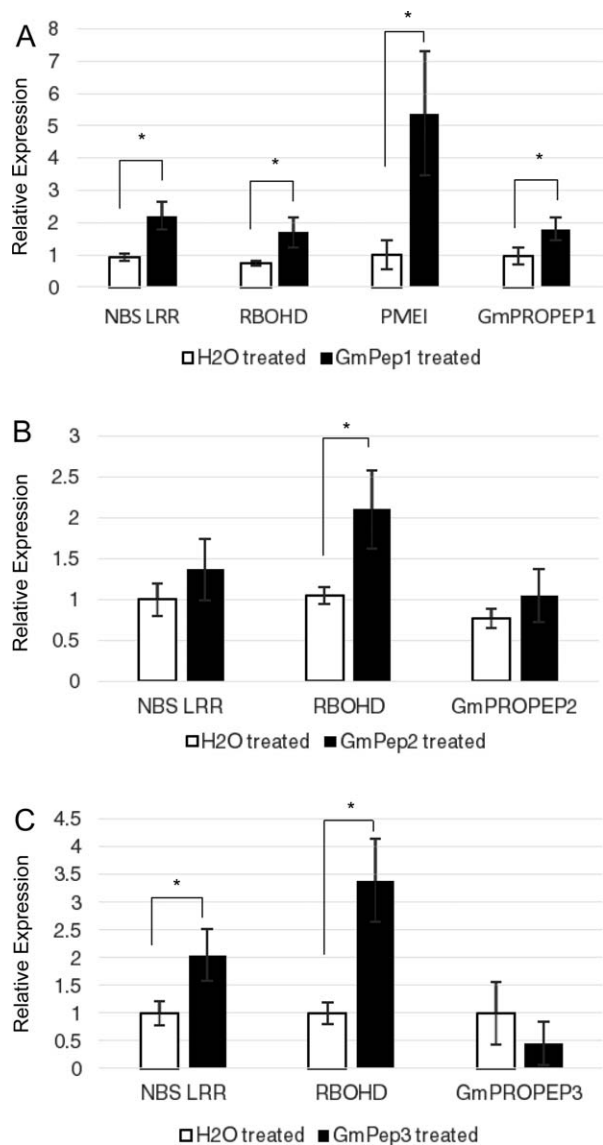 A
Relative Expression
8
7
6
5
4
3
2
1
0
*
*
*
*
NBS LRR RBOHD PMEI GmPROPEP1
H2O treated GmPep1 treated
B
Relative Expression
3
2.5
2
1.5
1
0.5
0
*
NBS LRR RBOHD GmPROPEP2
H2O treated GmPep2 treated
C
Relative Expression
4.5
4
3.5
3
2.5
2
1.5
1
0.5
0
*
*
NBS LRR RBOHD GmPROPEP3
H2O treated GmPep3 treated